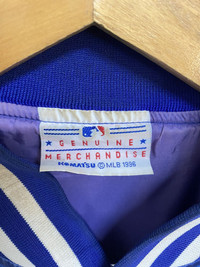 GENUINE
MERCHANDISE
KOMATSU © MLB 1996